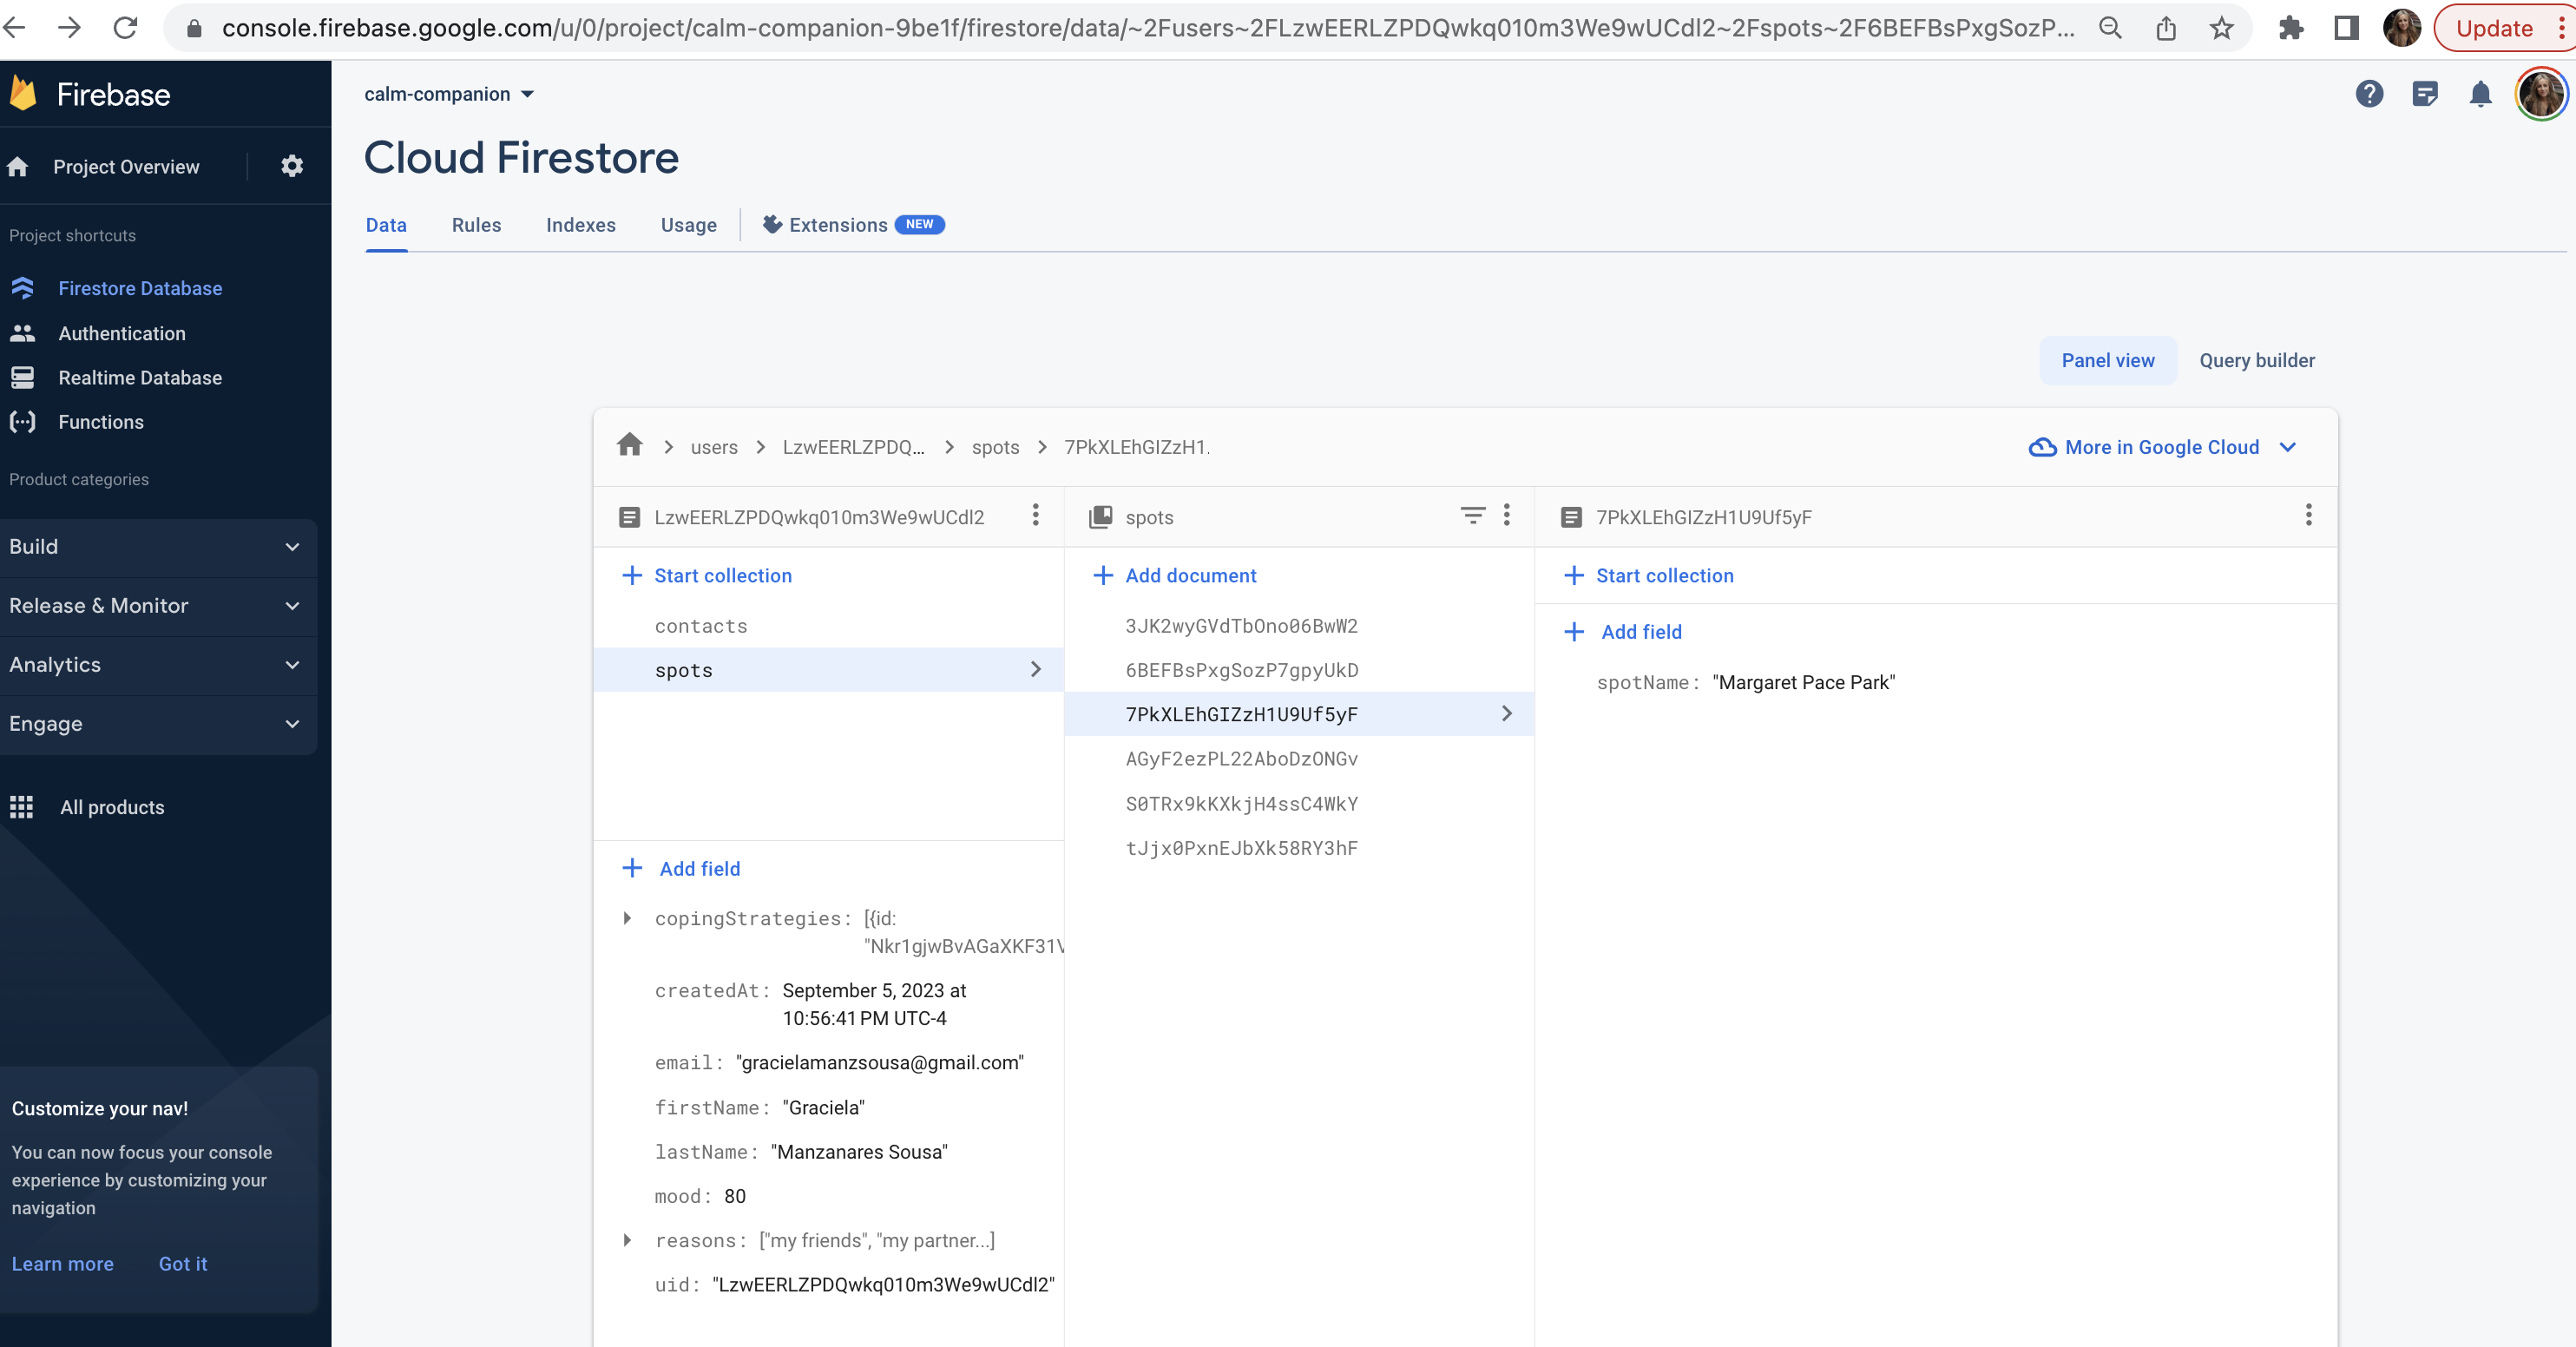 console.firebase.google.com/u/0/project/calm-companion-9be1f/firestore/data/~2Fusers~2FLzwEERLZPDQwkq010m3We9wUCdl2~2Fspots~2F6BEFBsPxgSozP...
Update
Firebase
calm-companion
Project Overview
Cloud Firestore
Data Rules Indexes Usage Extensions NEW
Project shortcuts
Firestore Database
Authentication
Realtime Database
Functions
Product categories
Build
Release & Monitor
Analytics
Engage
All products
Customize your nav!
You can now focus your console
experience by customizing your
navigation
Learn more Got it
Panel view Query builder
users LzwEERLZPDQ... spots 7PkXLEhGIZzH1.
More in Google Cloud
LzwEERLZPDQwkq010m3We9wUCdl2
Start collection
contacts
spots
Add field
copingStrategies: [{id:
"Nkr1gjwBvAGaXKF31V
createdAt: September 5, 2023 at
10:56:41 PM UTC-4
email: "gracielamanzsousa@gmail.com"
firstName: "Graciela"
lastName: "Manzanares Sousa"
mood: 80
reasons: ["my friends", "my partner...]
uid: "LzwEERLZPDQwkq010m3We9wUCdl2"
spots
Add document
3JK2wyGVdTbOno06BwW2
6BEFBsPxgSozP7gpyUkD
7PkXLEhGIZzH1U9Uf5yF
AGyF2ezPL22AboDzONGv
S0TRx9kKXkjH4ssC4WkY
tJjx0PxnEJbXk58RY3hF
7PkXLEhGIZzH1U9Uf5yF
Start collection
Add field
spotName: "Margaret Pace Park"